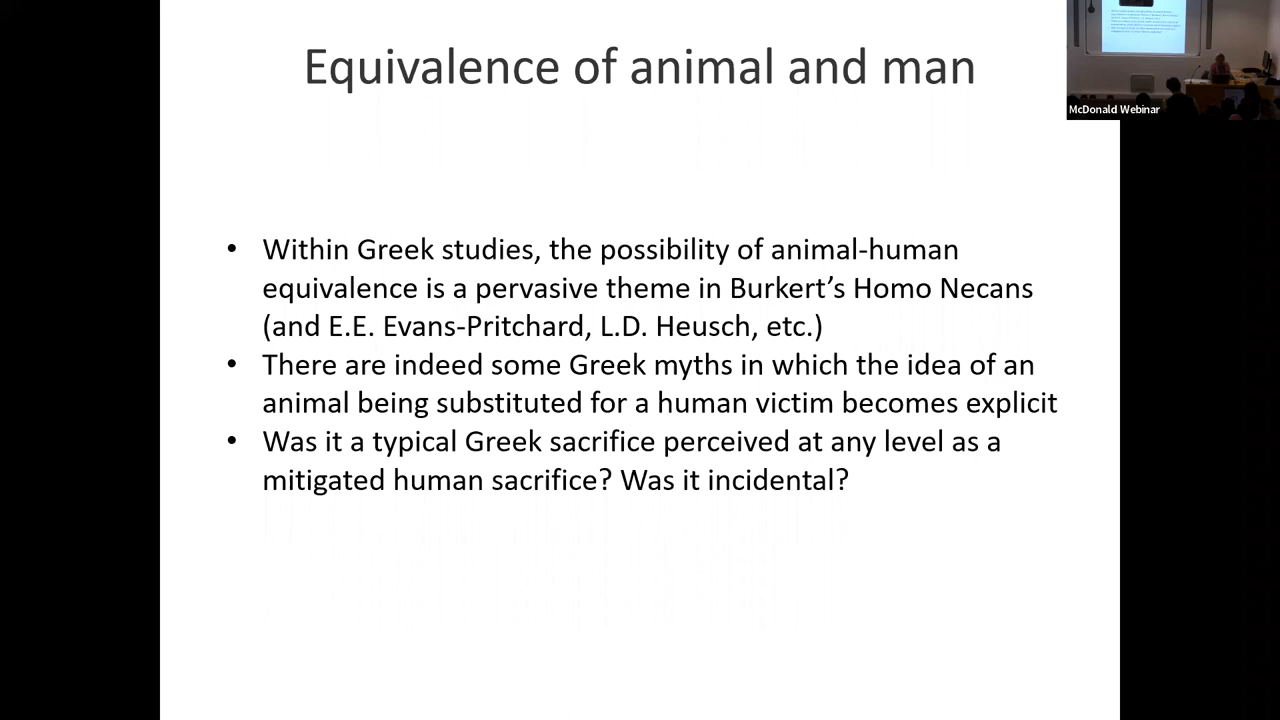 Equivalence of animal and man
McDonald Webinar
• Within Greek studies, the possibility of animal-human
equivalence is a pervasive theme in Burkert’s Homo Necans
(and E.E. Evans-Pritchard, L.D. Heusch, etc.)
• There are indeed some Greek myths in which the idea of an
animal being substituted for a human victim becomes explicit
• Was it a typical Greek sacrifice perceived at any level as a
mitigated human sacrifice? Was it incidental?